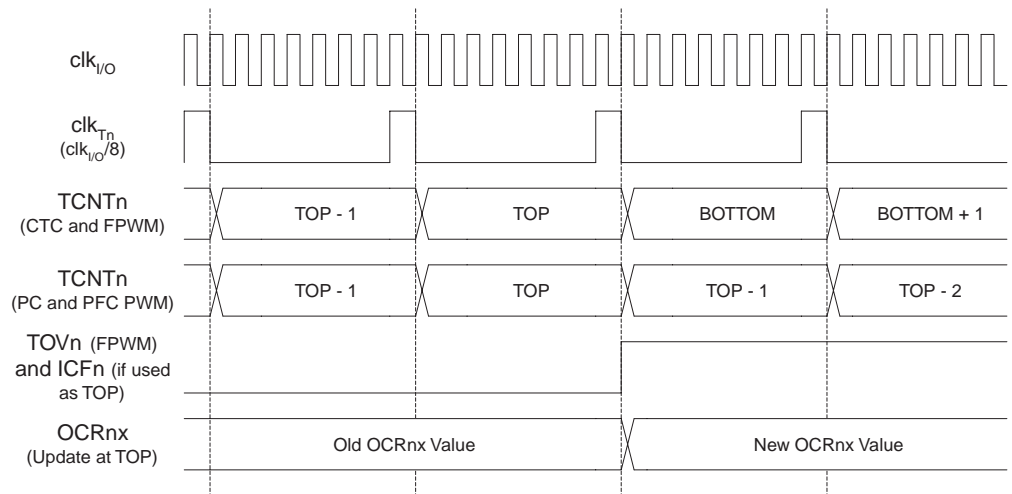 clkI/O
clkTn
(clkI/O/8)
TCNTn
(CTC and FPWM)
TOP - 1
TOP
BOTTOM
BOTTOM + 1
TCNTn
(PC and PFC PWM)
TOP - 1
TOP
TOP - 1
TOP - 2
TOVn (FPWM)
and ICFn (if used
as TOP)
OCRnx
(Update at TOP)
Old OCRnx Value
New OCRnx Value